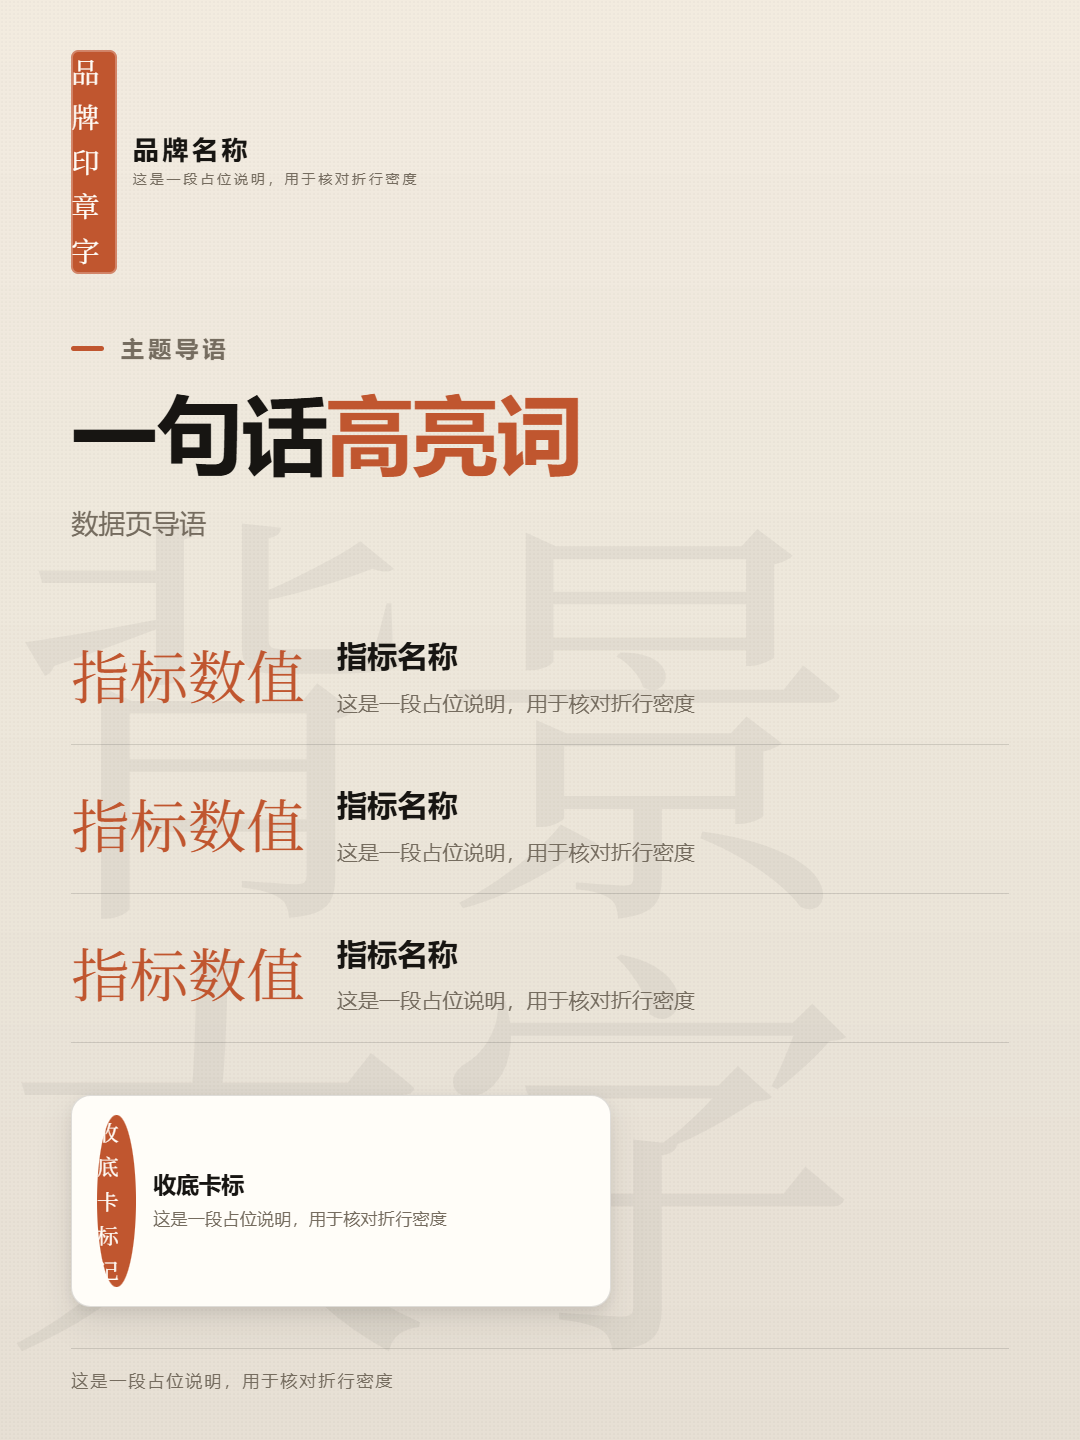 品牌印章字
品牌名称
这是一段占位说明，用于核对折行密度
主题导语
一句话高亮词
数据页导语
背景大字
指标数值
指标名称
这是一段占位说明，用于核对折行密度
指标数值
指标名称
这是一段占位说明，用于核对折行密度
指标数值
指标名称
这是一段占位说明，用于核对折行密度
收底卡标记
收底卡标
这是一段占位说明，用于核对折行密度
这是一段占位说明，用于核对折行密度